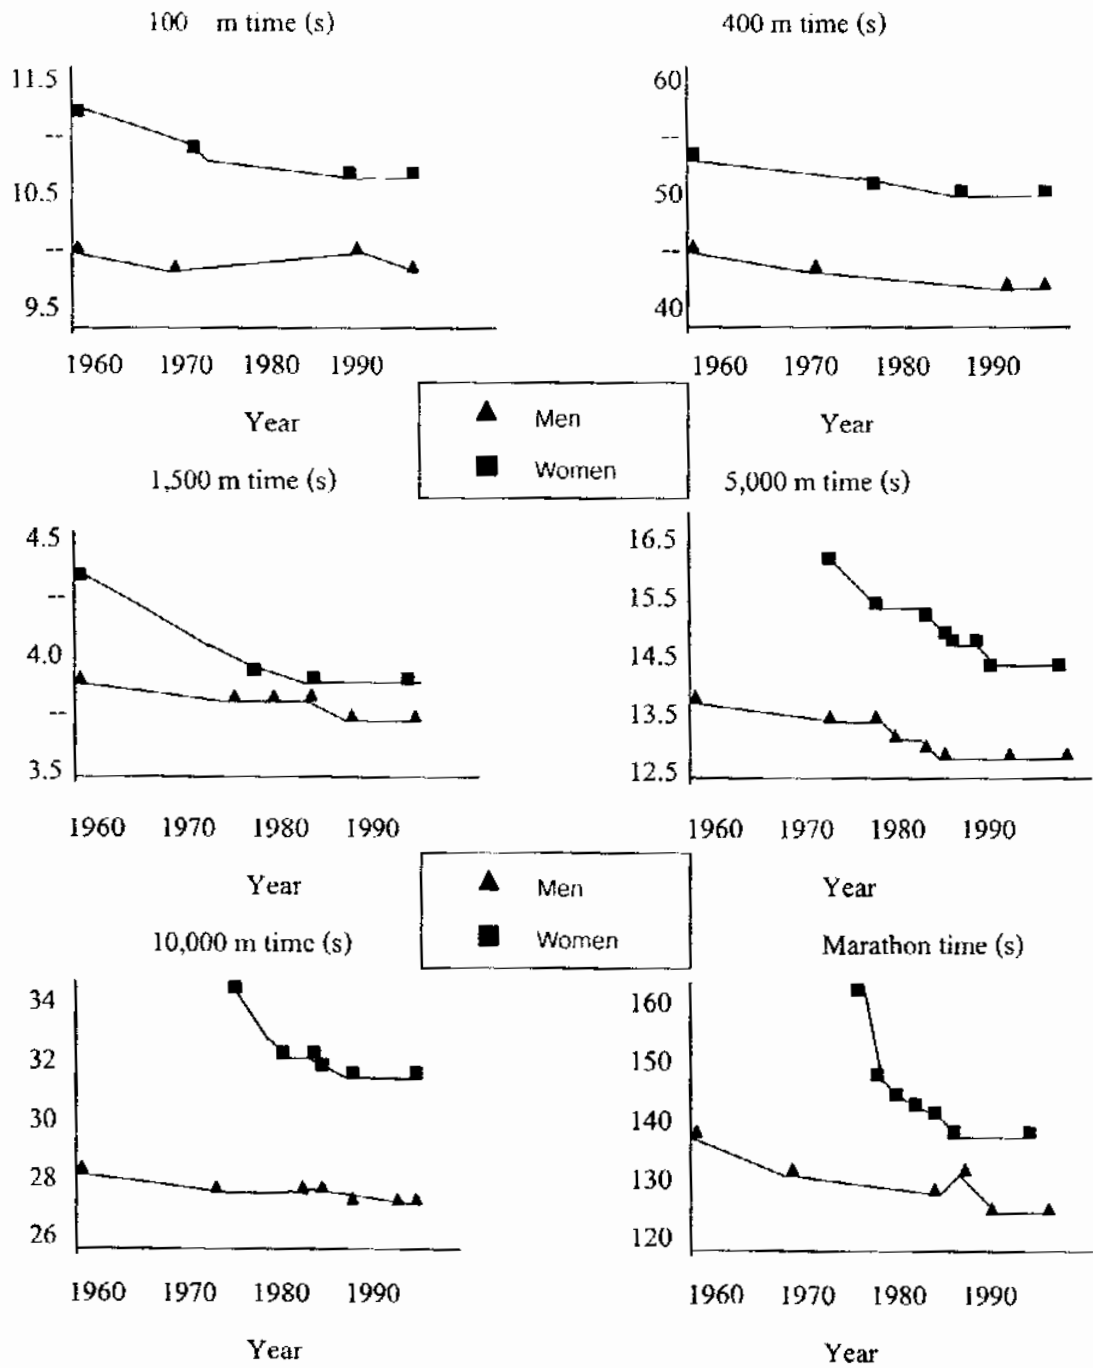 100 m time (s)
400 m time (s)
11.5
--
10.5
--
9.5
1960 1970 1980 1990
Year
60
--
50
--
40
1960 1970 1980 1990
Year
Men
Women
1,500 m time (s)
5,000 m time (s)
4.5
--
4.0
--
3.5
1960 1970 1980 1990
Year
16.5
15.5
14.5
13.5
12.5
1960 1970 1980 1990
Year
Men
Women
10,000 m time (s)
Marathon time (s)
34
32
30
28
26
1960 1970 1980 1990
Year
160
150
140
130
120
1960 1970 1980 1990
Year